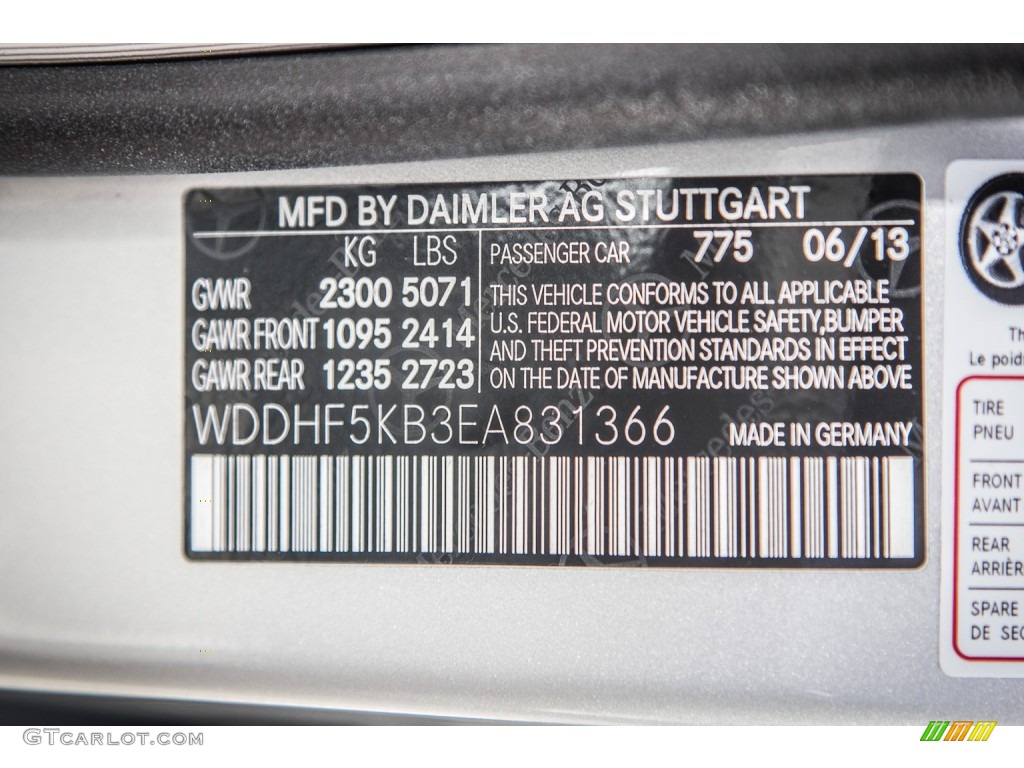 MFD BY DAIMLER AG STUTTGART
KG LBS
GVWR 2300 5071
GAWR FRONT 1095 2414
GAWR REAR 1235 2723
PASSENGER CAR 775 06/13
THIS VEHICLE CONFORMS TO ALL APPLICABLE
U.S. FEDERAL MOTOR VEHICLE SAFETY,BUMPER
AND THEFT PREVENTION STANDARDS IN EFFECT
ON THE DATE OF MANUFACTURE SHOWN ABOVE
WDDHF5KB3EA831366
MADE IN GERMANY
Th
Le poid
TIRE
PNEU
FRONT
AVANT
REAR
ARRIÈR
SPARE
DE SEC
GTCARLOT.COM